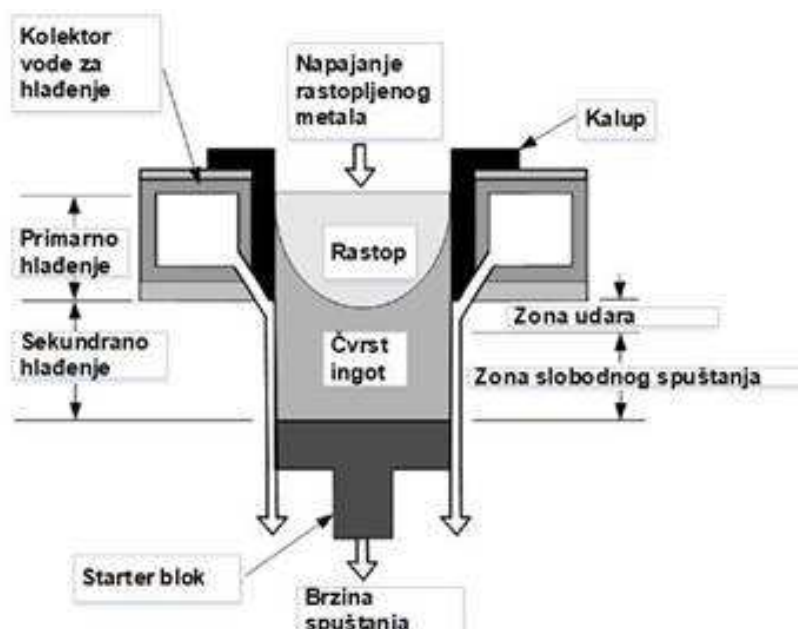 Kolektor
vode za
hlađenje
Napajanje
rastopljenog
metala
Kalup
Primarno
hlađenje
Rastop
Zona udara
Sekundrano
hlađenje
Čvrst
ingot
Zona slobodnog spuštanja
Starter blok
Brzina
spuštanja